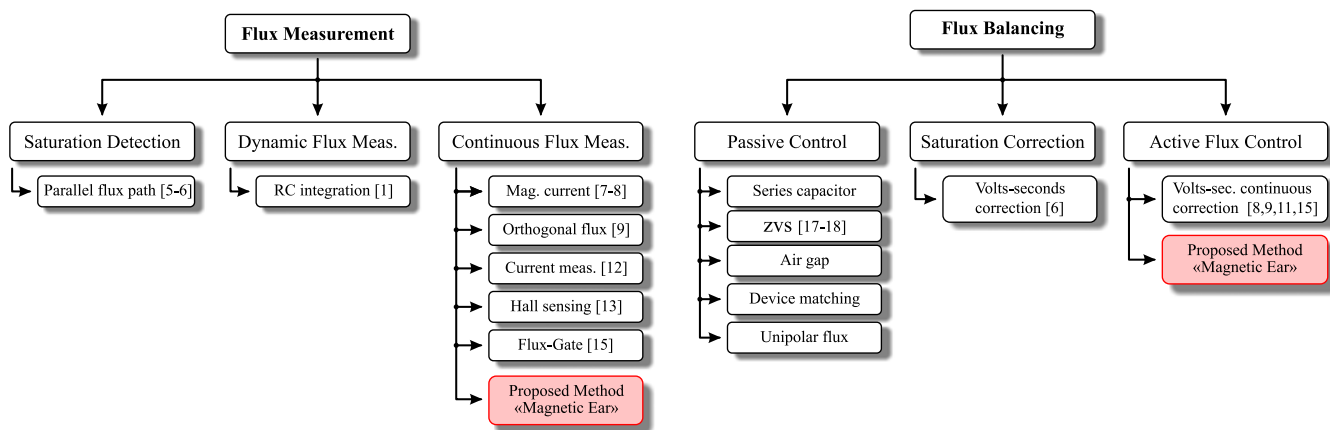 Flux Measurement
Saturation Detection
Parallel flux path [5-6]
Dynamic Flux Meas.
RC integration [1]
Continuous Flux Meas.
Mag. current [7-8]
Orthogonal flux [9]
Current meas. [12]
Hall sensing [13]
Flux-Gate [15]
Proposed Method
«Magnetic Ear»
Flux Balancing
Passive Control
Series capacitor
ZVS [17-18]
Air gap
Device matching
Unipolar flux
Saturation Correction
Volts-seconds
correction [6]
Active Flux Control
Volts-sec. continuous
correction [8,9,11,15]
Proposed Method
«Magnetic Ear»